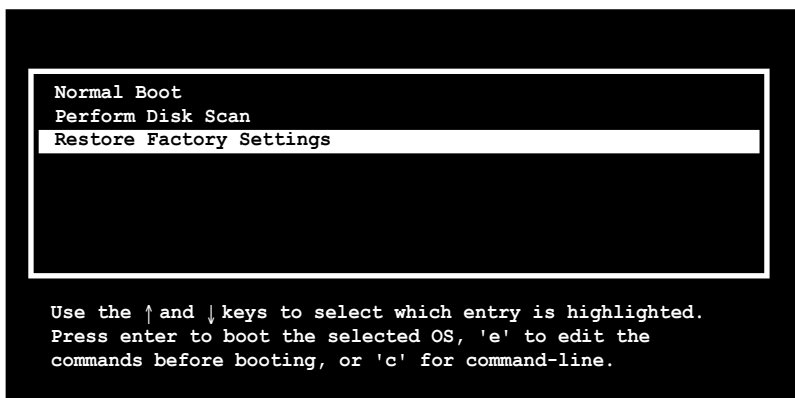 Normal Boot
Perform Disk Scan
Restore Factory Settings
Use the ↑ and ↓ keys to select which entry is highlighted.
Press enter to boot the selected OS, 'e' to edit the
commands before booting, or 'c' for command-line.